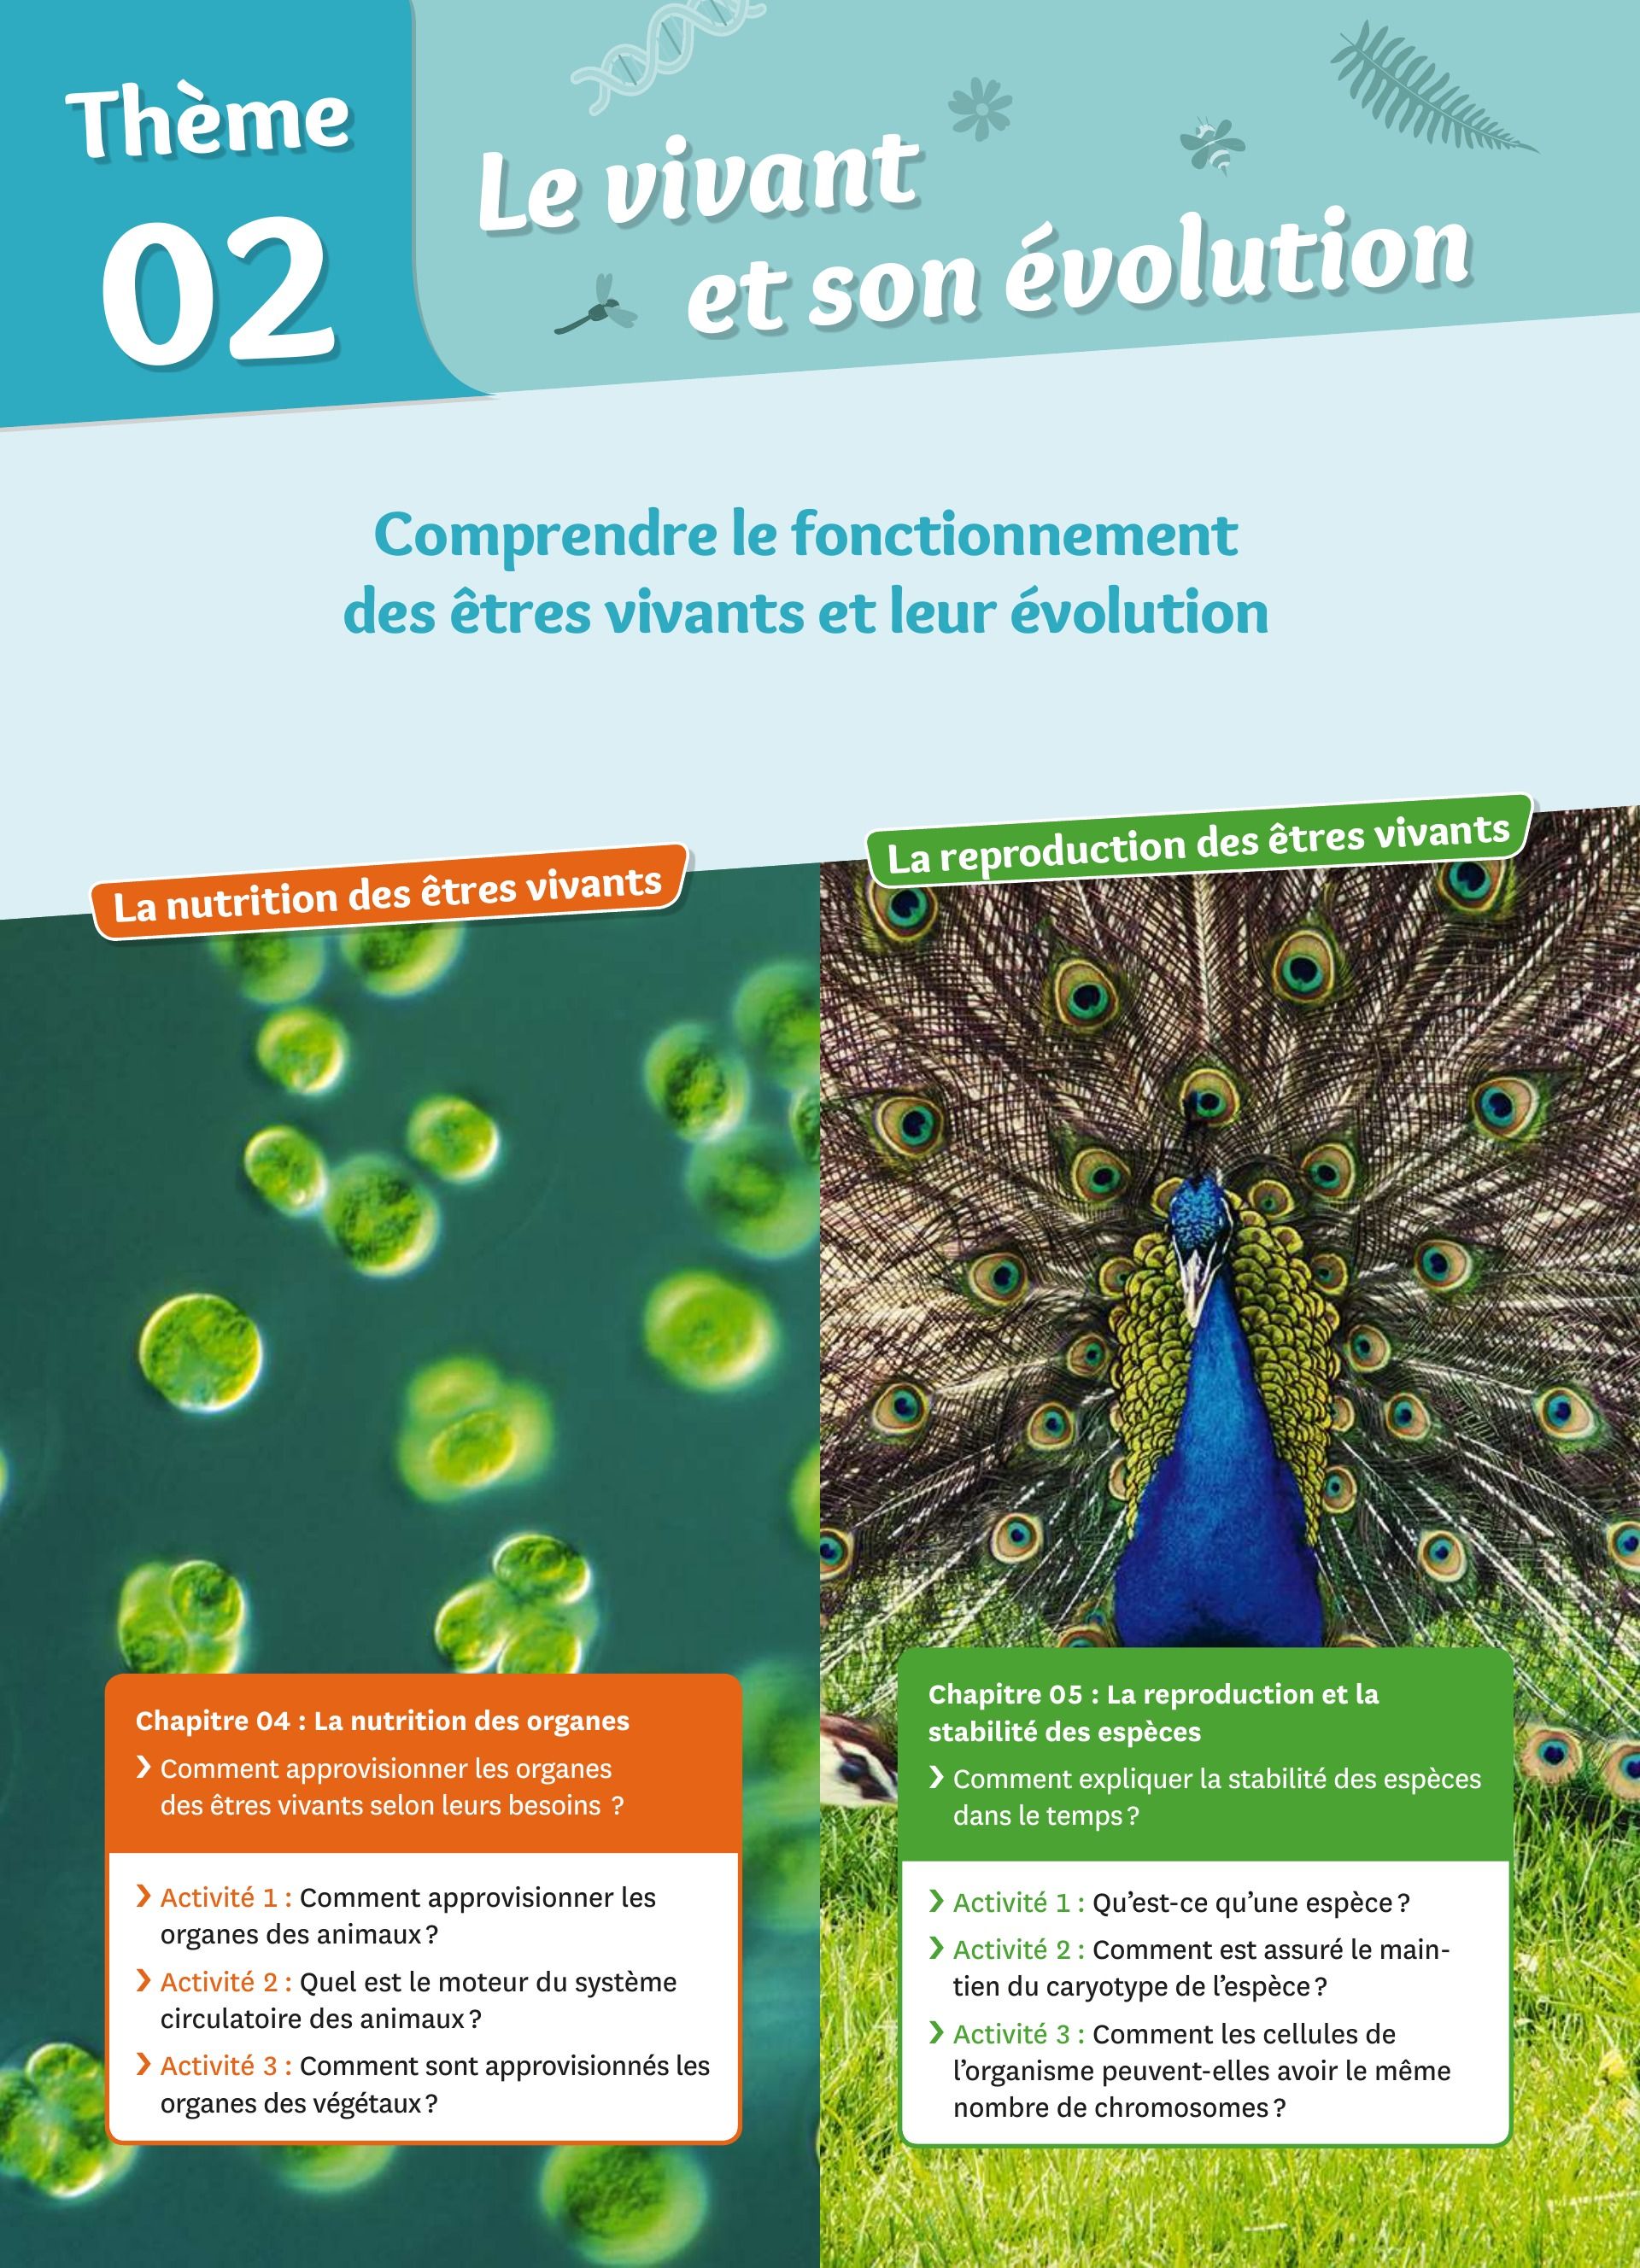 Thème
02
Le vivant
et son évolution
Comprendre le fonctionnement
des êtres vivants et leur évolution
La nutrition des êtres vivants
La reproduction des êtres vivants
Chapitre 04 : La nutrition des organes
❯ Comment approvisionner les organes
des êtres vivants selon leurs besoins ?
❯ Activité 1 : Comment approvisionner les
organes des animaux ?
❯ Activité 2 : Quel est le moteur du système
circulatoire des animaux ?
❯ Activité 3 : Comment sont approvisionnés les
organes des végétaux ?
Chapitre 05 : La reproduction et la
stabilité des espèces
❯ Comment expliquer la stabilité des espèces
dans le temps ?
❯ Activité 1 : Qu’est-ce qu’une espèce ?
❯ Activité 2 : Comment est assuré le main-
tien du caryotype de l’espèce ?
❯ Activité 3 : Comment les cellules de
l’organisme peuvent-elles avoir le même
nombre de chromosomes ?